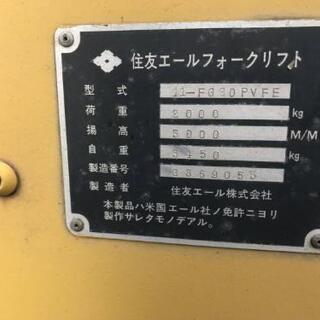 住友エールフォークリフト
型式 11-FG30PVFE
荷重 3000 kg
揚高 5000 M/M
自重 kg
製造番号
製造者 住友エール株式会社
本製品ハ米国エール社ノ免許ニヨリ
製作サレタモノデアル。